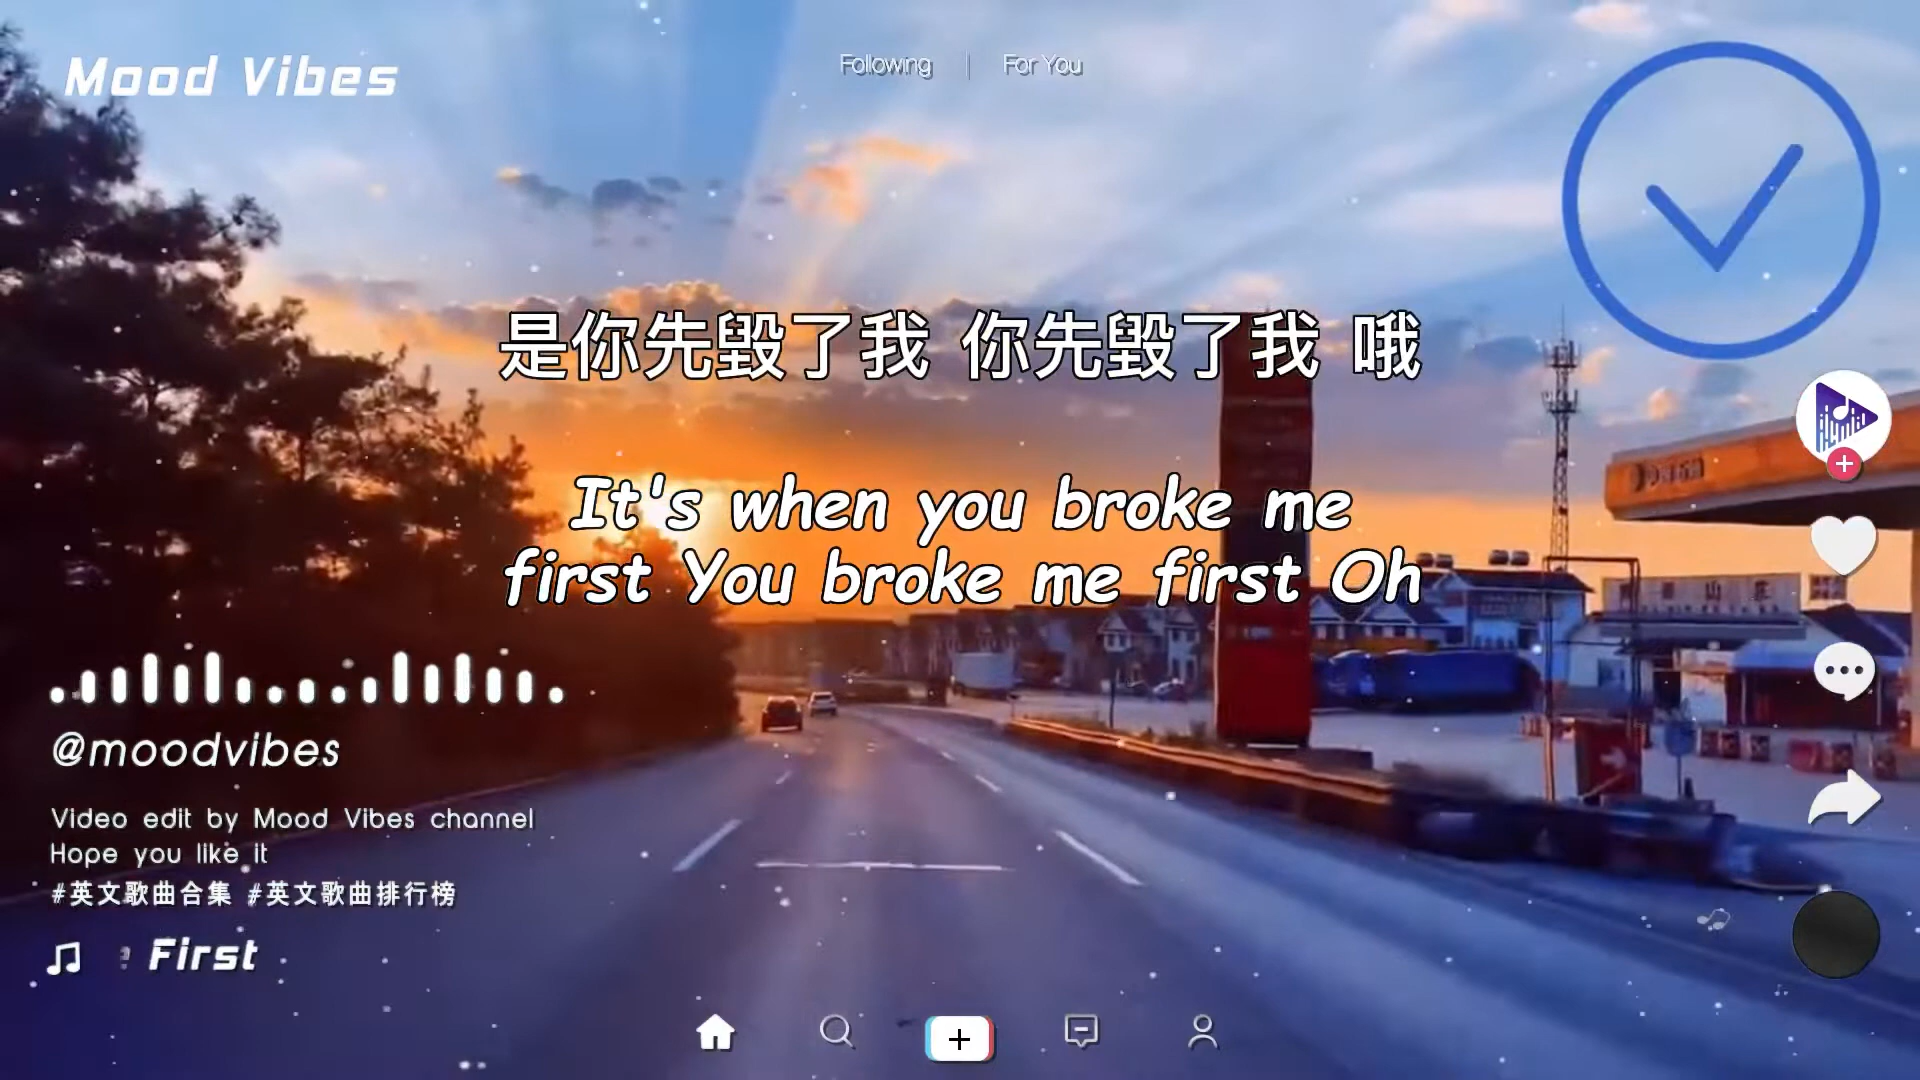 Mood Vibes
Following | For You
是你先毀了我 你先毀了我 哦
It's when you broke me
first You broke me first Oh
@moodvibes
Video edit by Mood Vibes channel
Hope you like it
#英文歌曲合集 #英文歌曲排行榜
First